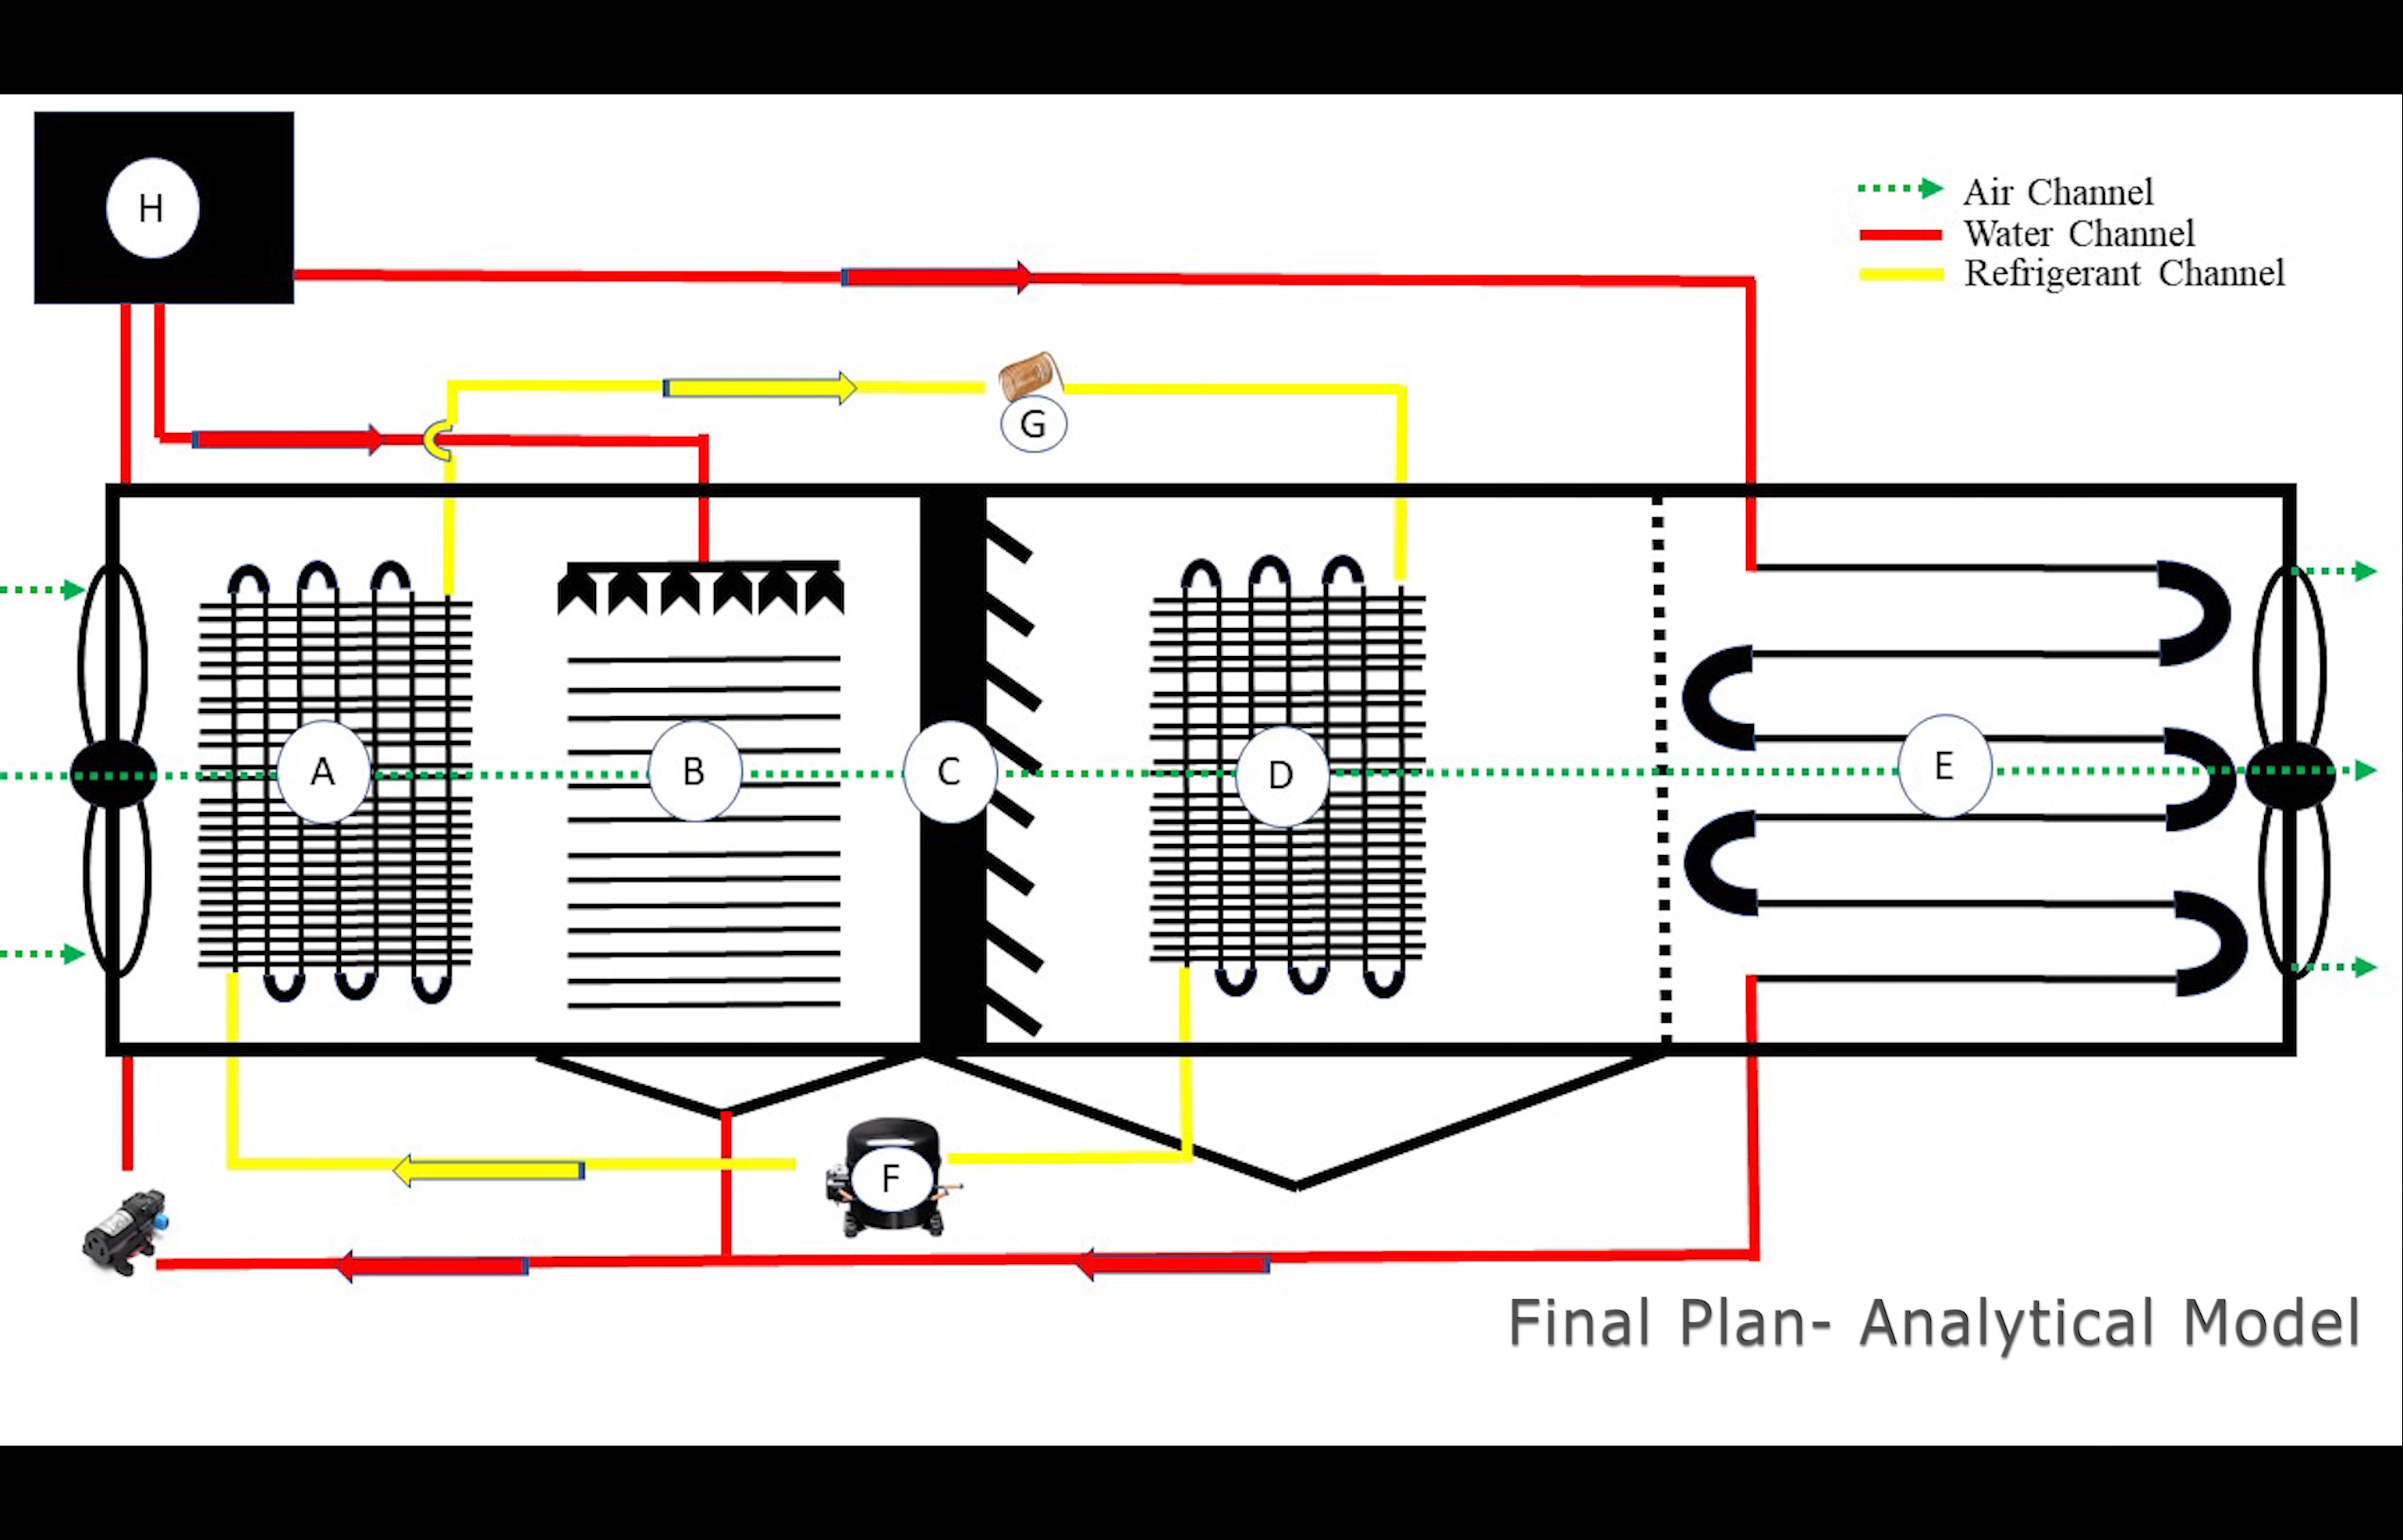 H
Air Channel
Water Channel
Refrigerant Channel
G
A
B
C
D
E
F
Final Plan- Analytical Model